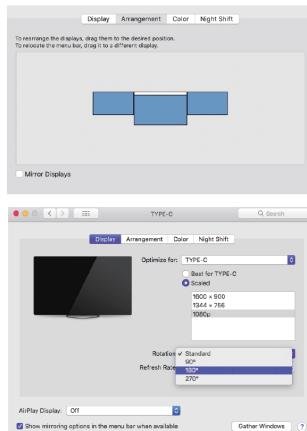 Display Arrangement Color Night Shift
To rearrange the displays, drag them to the desired position.
To relocate the menu bar, drag it to a different display.
Mirror Displays
TYPE-C
Search
Display Arrangement Color Night Shift
Optimize for: TYPE-C
Best for TYPE-C
Scaled
1600 × 900
1344 × 756
1080p
Rotation ✓ Standard
90°
Refresh Rate
180°
270°
AirPlay Display: Off
Show mirroring options in the menu bar when available
Gather Windows ?